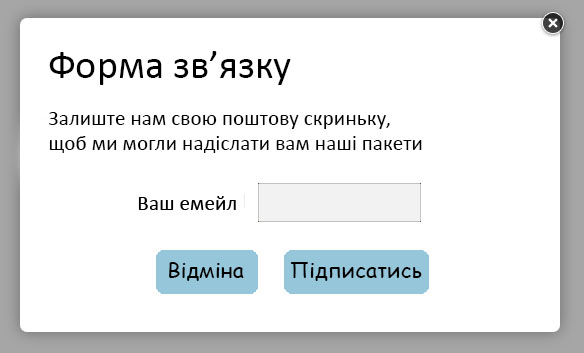 Форма зв’язку
Залиште нам свою поштову скриньку,
щоб ми могли надіслати вам наші пакети
Ваш емейл
Відміна
Підписатись